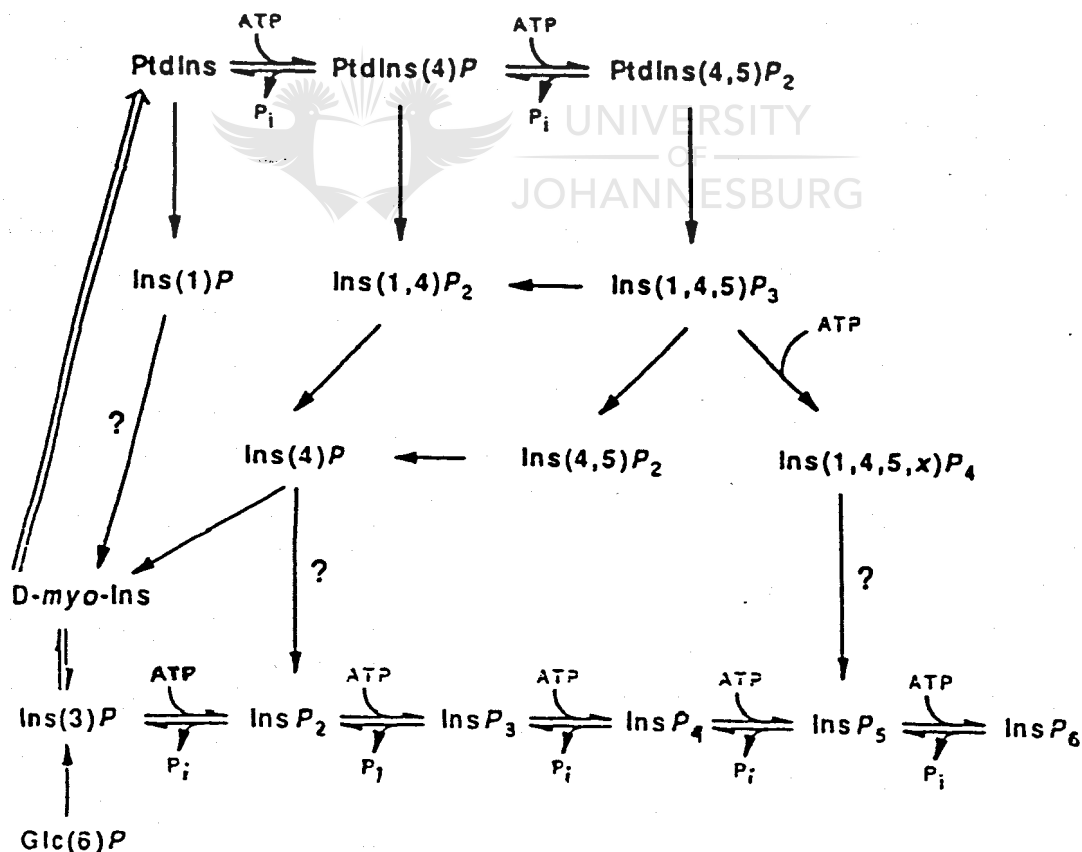 ATP ATP
PtdIns PtdIns(4)P PtdIns(4,5)P₂
Pᵢ Pᵢ
UNIVERSITY
OF
JOHANNESBURG
Ins(1)P Ins(1,4)P₂ Ins(1,4,5)P₃
ATP
?
Ins(4)P Ins(4,5)P₂ Ins(1,4,5,x)P₄
? ?
D-myo-Ins
ATP ATP ATP ATP ATP
Ins(3)P InsP₂ InsP₃ InsP₄ InsP₅ InsP₆
Pᵢ P₁ Pᵢ Pᵢ Pᵢ
Glc(6)P